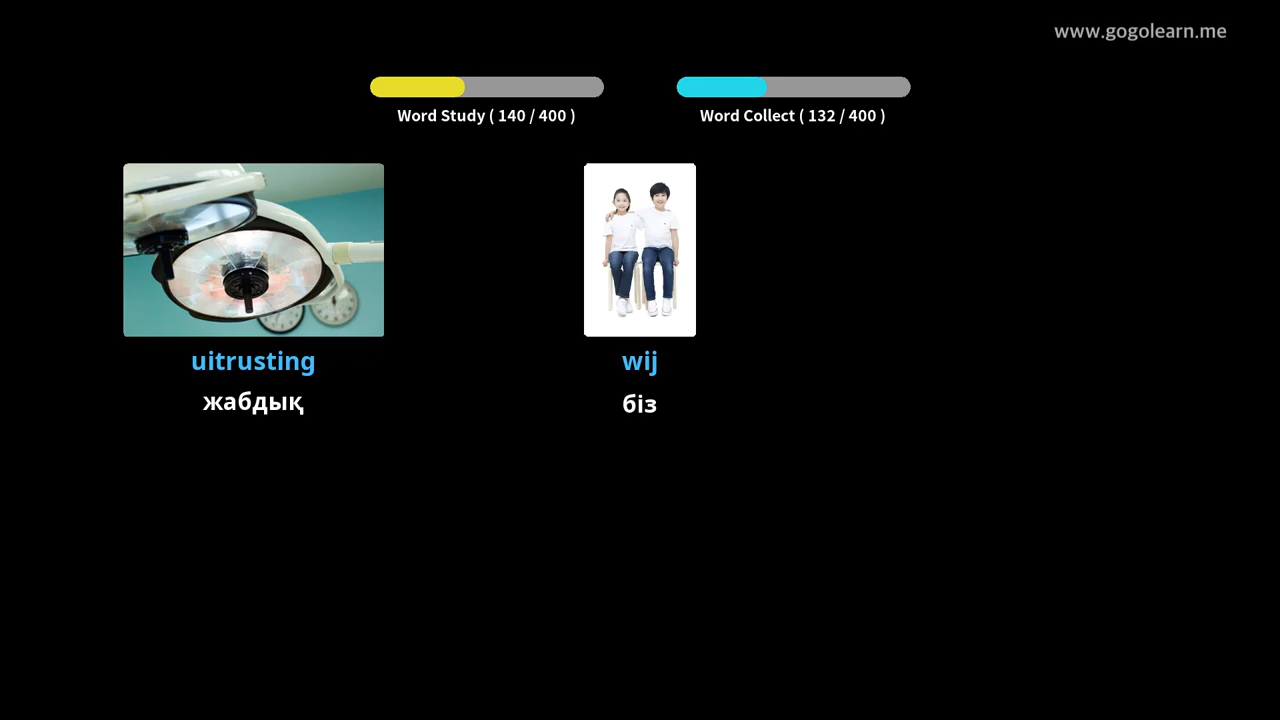 www.gogolearn.me
Word Study ( 140 / 400 )
Word Collect ( 132 / 400 )
uitrusting
wij
жабдық
біз